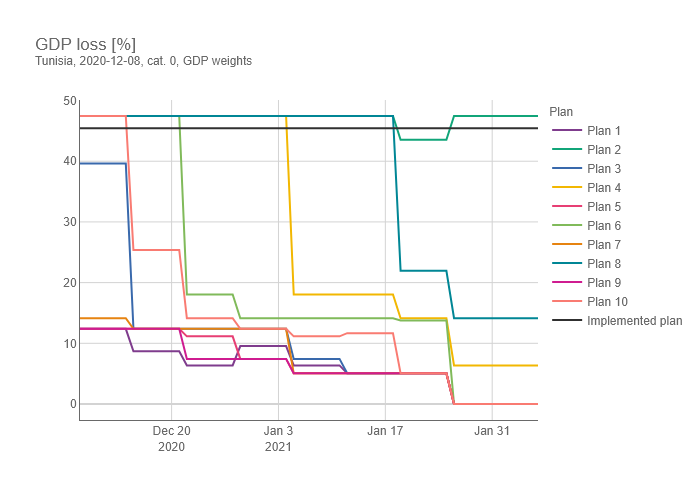 GDP loss [%]
Tunisia, 2020-12-08, cat. 0, GDP weights
50
40
30
20
10
0
Dec 20
2020
Jan 3
2021
Jan 17
Jan 31
Plan
Plan 1
Plan 2
Plan 3
Plan 4
Plan 5
Plan 6
Plan 7
Plan 8
Plan 9
Plan 10
Implemented plan